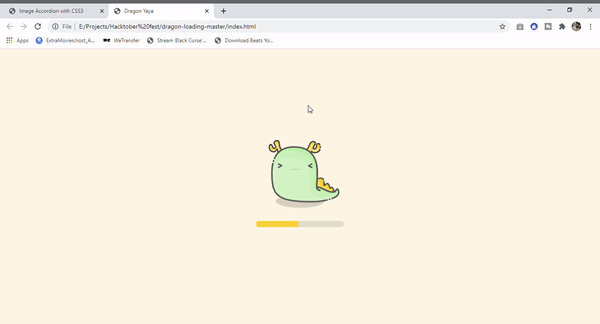 Image Accordion with CSS3
Dragon Yaya
File | E:/Projects/Hacktober%20fest/dragon-loading-master/index.html
Apps
ExtraMovies.host_A...
WeTransfer
Stream Black Curse'...
Download Beats Yo...